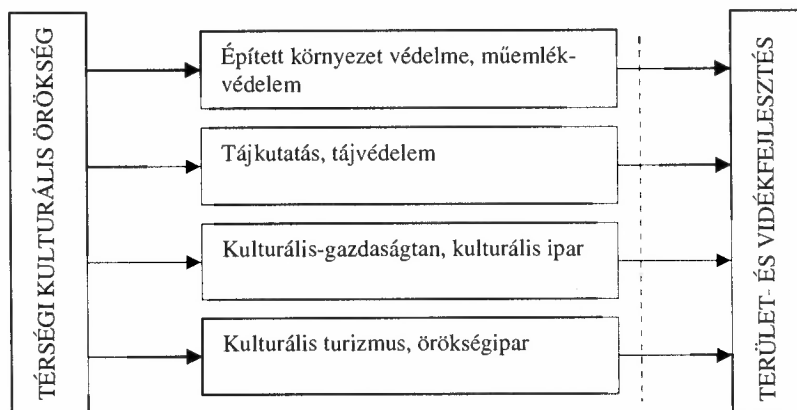 TÉRSÉGI KULTURÁLIS ÖRÖKSÉG
Épített környezet védelme, műemlék-
védelem
Tájkutatás, tájvédelem
Kulturális-gazdaságtan, kulturális ipar
Kulturális turizmus, örökségipar
TERÜLET- ÉS VIDÉKFEJLESZTÉS